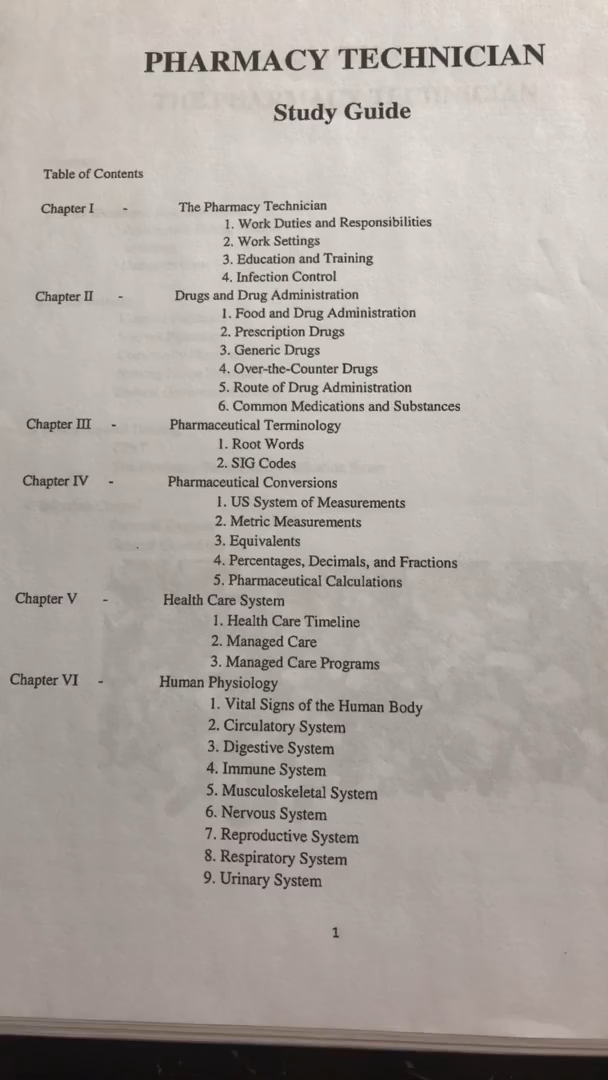 PHARMACY TECHNICIAN
Study Guide
Table of Contents
Chapter I - The Pharmacy Technician
1. Work Duties and Responsibilities
2. Work Settings
3. Education and Training
4. Infection Control
Chapter II - Drugs and Drug Administration
1. Food and Drug Administration
2. Prescription Drugs
3. Generic Drugs
4. Over-the-Counter Drugs
5. Route of Drug Administration
6. Common Medications and Substances
Chapter III - Pharmaceutical Terminology
1. Root Words
2. SIG Codes
Chapter IV - Pharmaceutical Conversions
1. US System of Measurements
2. Metric Measurements
3. Equivalents
4. Percentages, Decimals, and Fractions
5. Pharmaceutical Calculations
Chapter V - Health Care System
1. Health Care Timeline
2. Managed Care
3. Managed Care Programs
Chapter VI - Human Physiology
1. Vital Signs of the Human Body
2. Circulatory System
3. Digestive System
4. Immune System
5. Musculoskeletal System
6. Nervous System
7. Reproductive System
8. Respiratory System
9. Urinary System
1